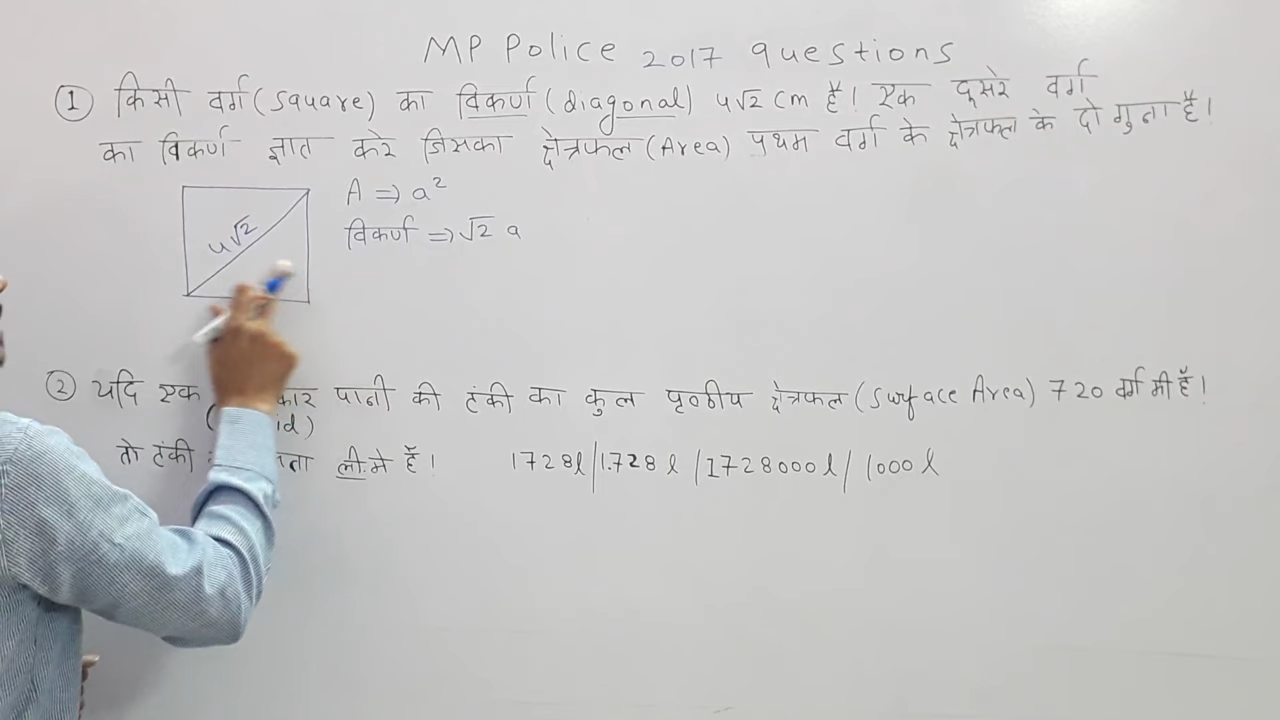 MP Police 2017 questions
① किसी वर्ग (square) का विकर्ण (diagonal) 4√2 cm हैं। एक दूसरे वर्ग
का विकर्ण ज्ञात करे जिसका क्षेत्रफल (Area) प्रथम वर्ग के क्षेत्रफल के दो गुना हैं।
4√2
A ⇒ a²
विकर्ण ⇒ √2 a
② यदि एक कार पानी की टंकी का कुल पृष्ठीय क्षेत्रफल (Surface Area) 720 वर्ग मी हैं।
id)
तो टंकी ली. मे हैं। 1728 l / 1.728 l / 1728000 l / 1000 l